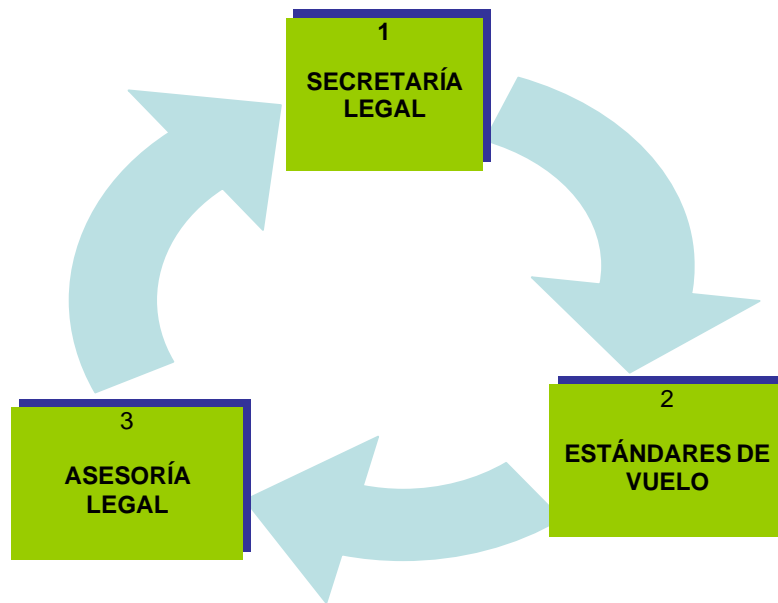 1
SECRETARÍA
LEGAL
2
ESTÁNDARES DE
VUELO
3
ASESORÍA
LEGAL